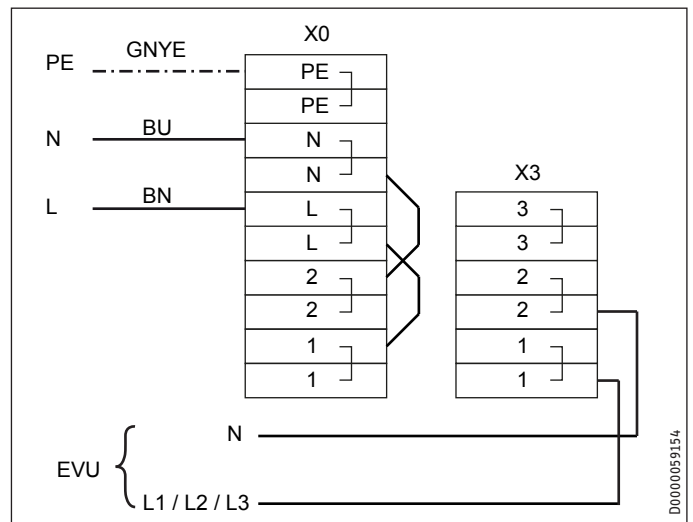 X0
PE GNYE PE
PE
N BU N
N X3
L BN L 3
L 3
2 2
2 2
1 1
1 1
N
EVU
L1 / L2 / L3
D0000059154